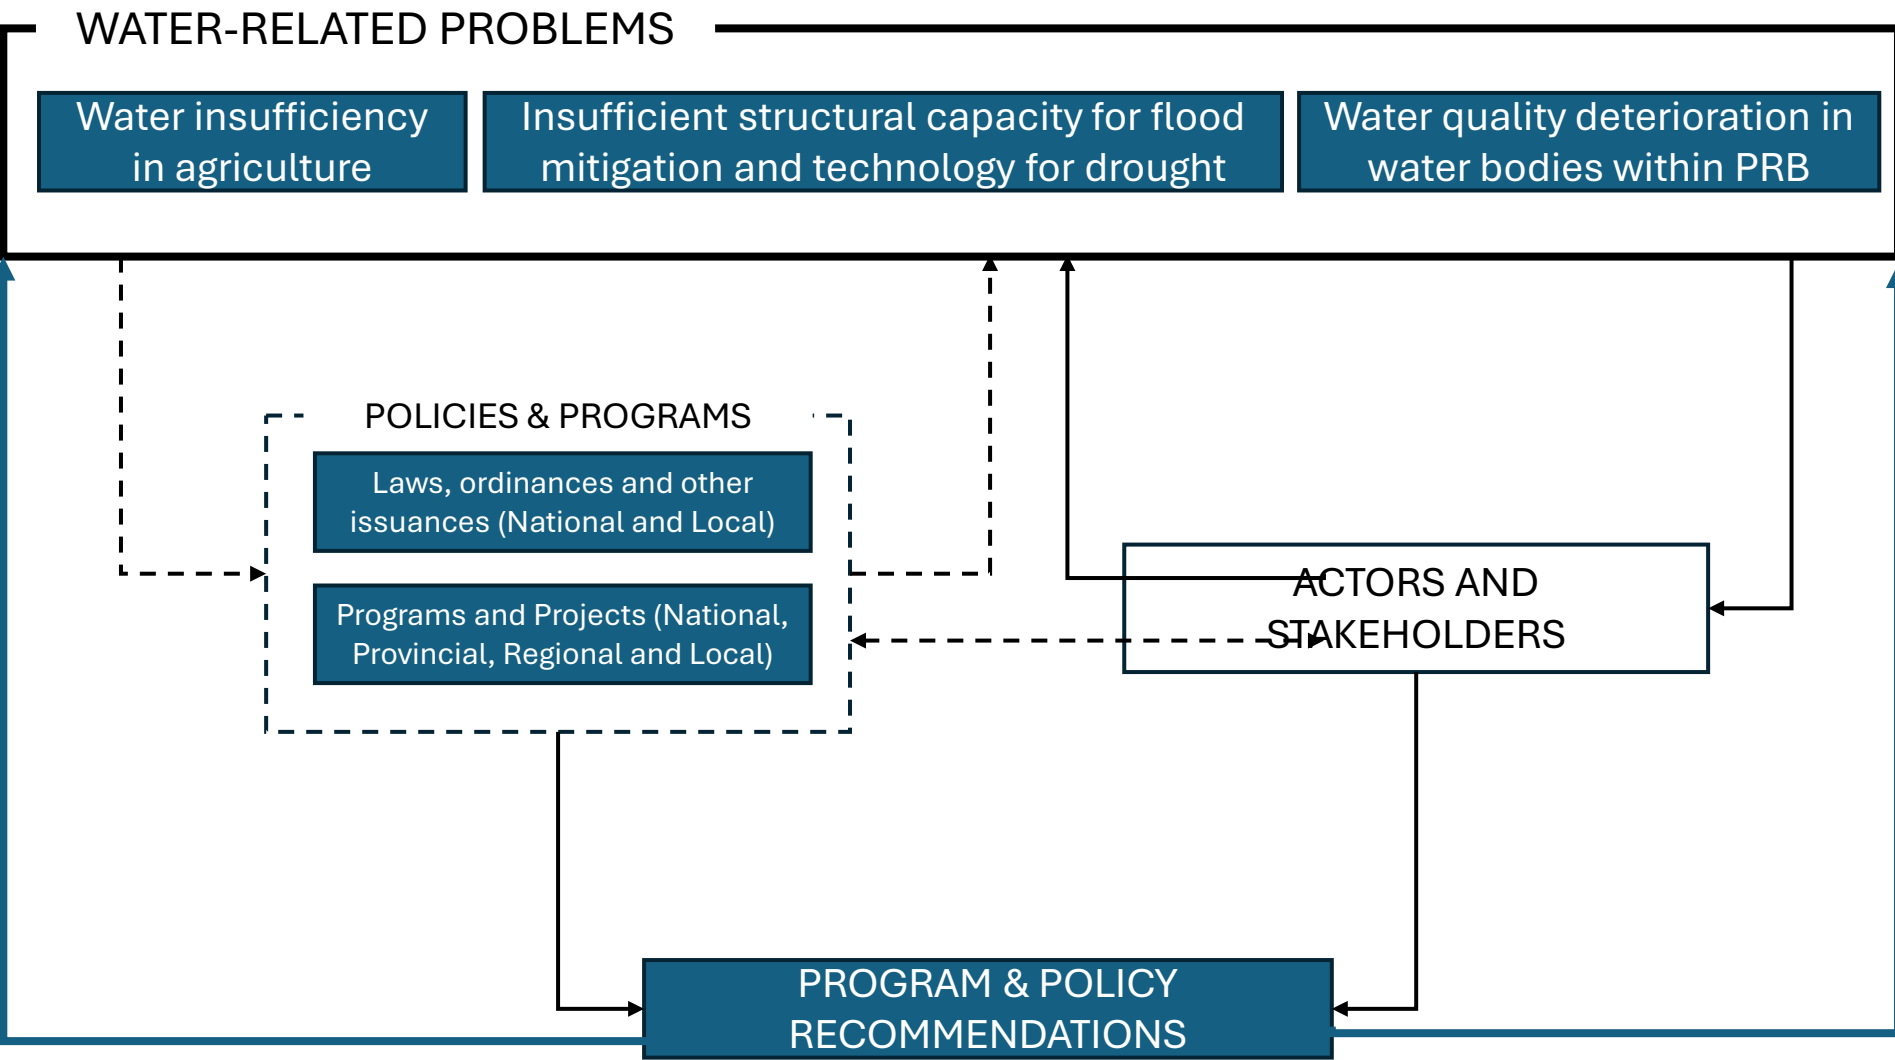 WATER-RELATED PROBLEMS
Water insufficiency
in agriculture
Insufficient structural capacity for flood
mitigation and technology for drought
Water quality deterioration in
water bodies within PRB
POLICIES & PROGRAMS
Laws, ordinances and other
issuances (National and Local)
Programs and Projects (National,
Provincial, Regional and Local)
ACTORS AND
STAKEHOLDERS
PROGRAM & POLICY
RECOMMENDATIONS